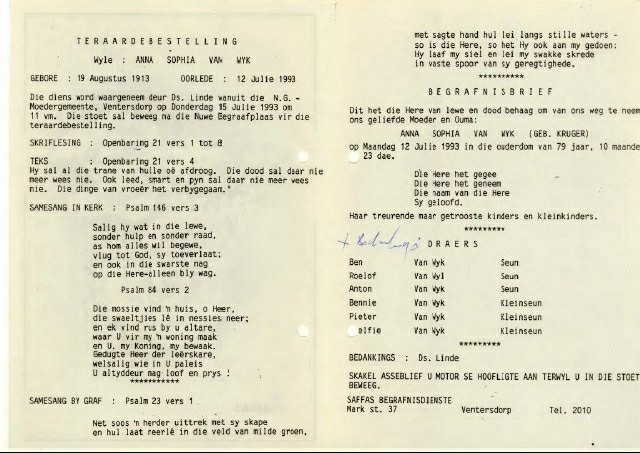 TERAARDEBESTELLING
Wyle : ANNA SOPHIA VAN WYK
GEBORE : 19 Augustus 1913 OORLEDE : 12 Julie 1993
Die diens word waargeneem deur Ds. Linde vanuit die N.G.-
Moedergemeente, Ventersdorp op Donderdag 15 Julie 1993 om
11 vm. Die stoet sal beweeg na die Nuwe Begraafplaas vir die
teraardebestelling.
SKRIFLESING : Openbaring 21 vers 1 tot 8
TEKS : Openbaring 21 vers 4
Hy sal al die trane van hulle oë afdroog. Die dood sal daar nie
meer wees nie. Ook leed, smart en pyn sal daar nie meer wees
nie. Die dinge van vroeër het verbygegaan."
SAMESANG IN KERK : Psalm 146 vers 3
Salig hy wat in die lewe,
sonder hulp en sonder raad,
as hom alles wil begewe,
vlug tot God, sy toeverlaat;
en ook in die swarste nag
op die Here-alleen bly wag.
Psalm 84 vers 2
Die mossie vind 'n huis, o Heer,
die swaeltjies lê in nessies neer;
en ek vind rus by u altare,
waar U vir my 'n woning maak
en U, my Koning, my bewaak.
Gedugte Heer der leërskare,
welsalig wie in U paleis
U altyddeur mag loof en prys !
***********
SAMESANG BY GRAF : Psalm 23 vers 1
Net soos 'n herder uittrek met sy skape
en hul laat reerlê in die veld van milde groen,
met sagte hand hul lei langs stille waters -
so is die Here, so het Hy ook aan my gedoen:
Hy laaf my siel en lei my swakke skrede
in vaste spoor van sy geregtighede.
**********
BEGRAFNISBRIEF
Dit het die Here van lewe en dood behaag om van ons weg te neem
ons geliefde Moeder en Ouma:
ANNA SOPHIA VAN WYK (GEB. KRUGER)
op Maandag 12 Julie 1993 in die ouderdom van 79 jaar, 10 maande
23 dae.
Die Here het gegee
Die Here het geneem
Die naam van die Here
Sy geloofd.
Haar treurende maar getrooste kinders en kleinkinders.
*********
DRAERS
Ben Van Wyk Seun
Roelof Van Wyl Seun
Anton Van Wyk Seun
Bennie Van Wyk Kleinseun
Pieter Van Wyk Kleinseun
Van Wyk Kleinseun
*********
BEDANKINGS : Ds. Linde
SKAKEL ASSEBLIEF U MOTOR SE HOOFLIGTE AAN TERWYL U IN DIE STOET
BEWEEG.
SAFFAS BEGRAFNISDIENSTE
Mark st. 37 Ventersdorp Tel. 2010